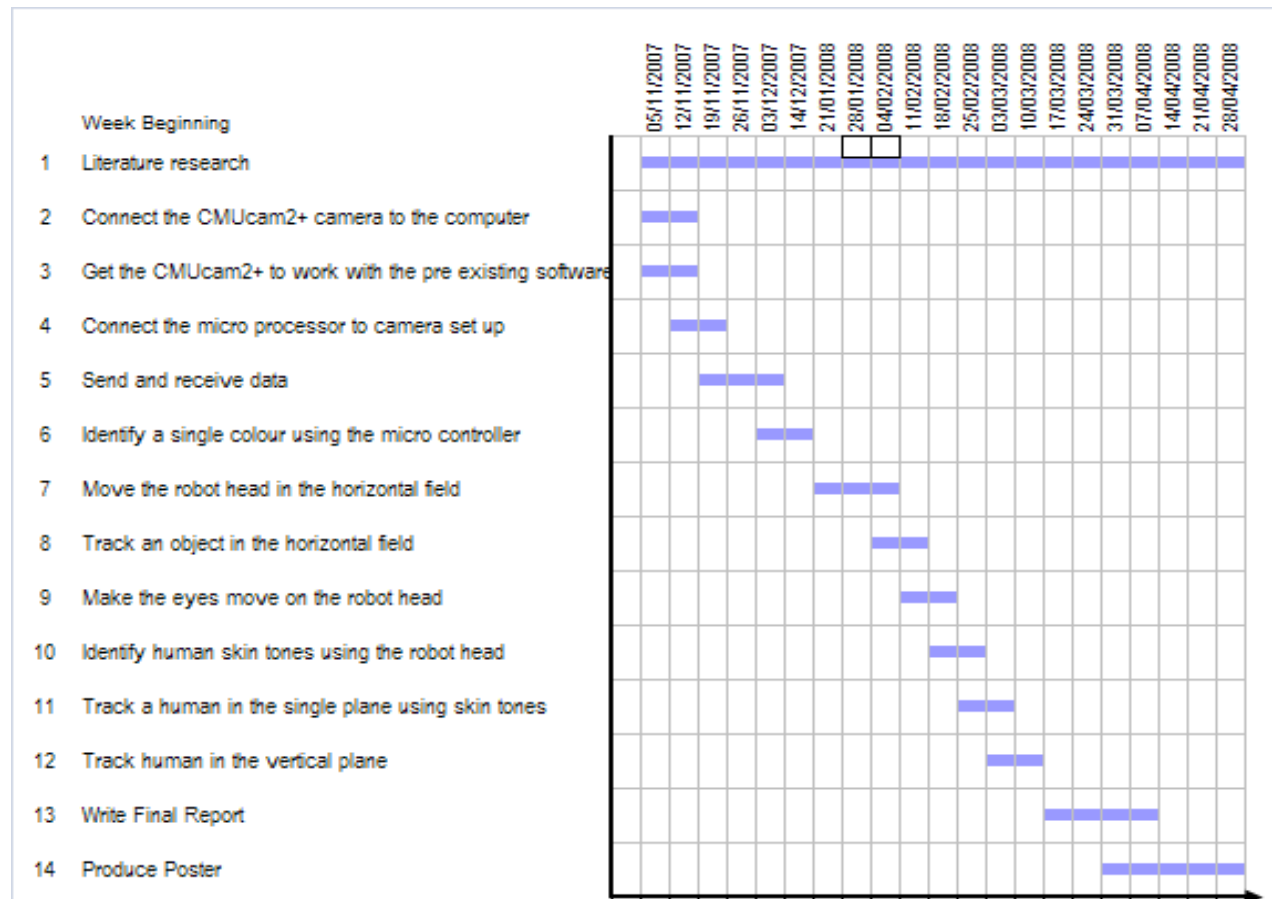 05/11/2007
12/11/2007
19/11/2007
26/11/2007
03/12/2007
14/12/2007
21/01/2008
28/01/2008
04/02/2008
11/02/2008
18/02/2008
25/02/2008
03/03/2008
10/03/2008
17/03/2008
24/03/2008
31/03/2008
07/04/2008
14/04/2008
21/04/2008
28/04/2008
Week Beginning
1 Literature research
2 Connect the CMUcam2+ camera to the computer
3 Get the CMUcam2+ to work with the pre existing software
4 Connect the micro processor to camera set up
5 Send and receive data
6 Identify a single colour using the micro controller
7 Move the robot head in the horizontal field
8 Track an object in the horizontal field
9 Make the eyes move on the robot head
10 Identify human skin tones using the robot head
11 Track a human in the single plane using skin tones
12 Track human in the vertical plane
13 Write Final Report
14 Produce Poster